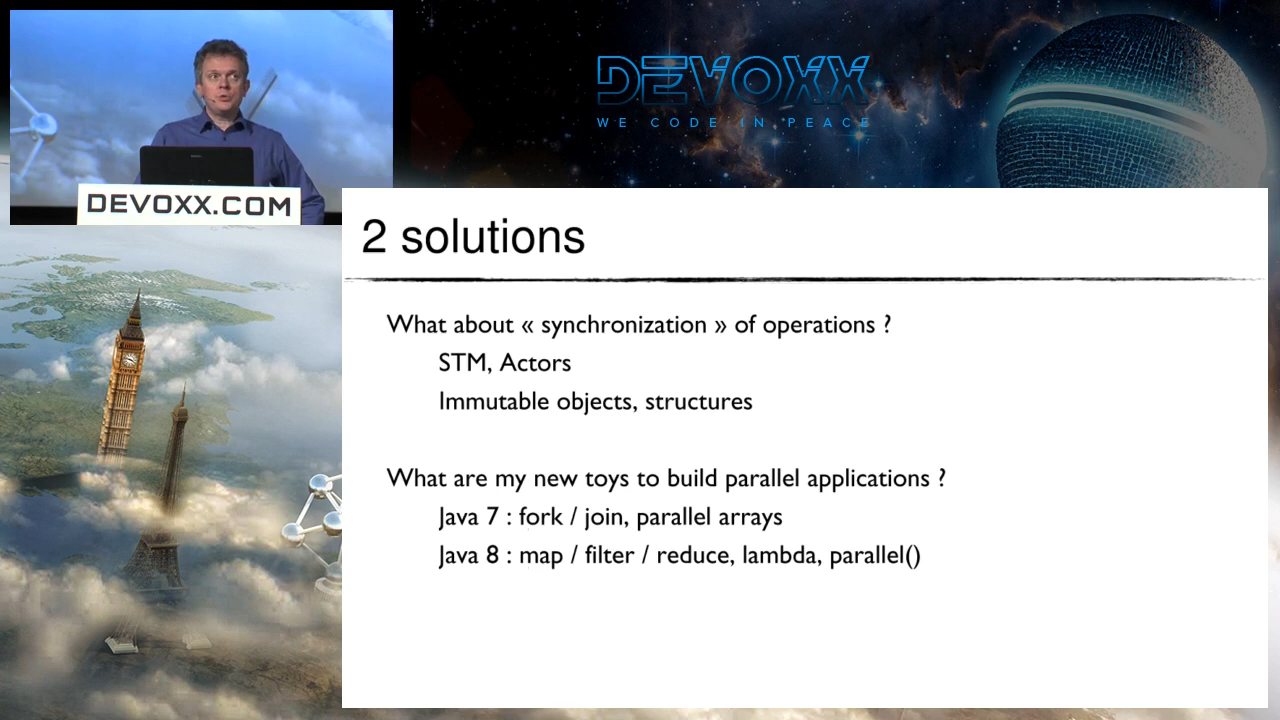 DEVOXX
WE CODE IN PEACE
DEVOXX.COM
2 solutions
What about « synchronization » of operations ?
STM, Actors
Immutable objects, structures
What are my new toys to build parallel applications ?
Java 7 : fork / join, parallel arrays
Java 8 : map / filter / reduce, lambda, parallel()